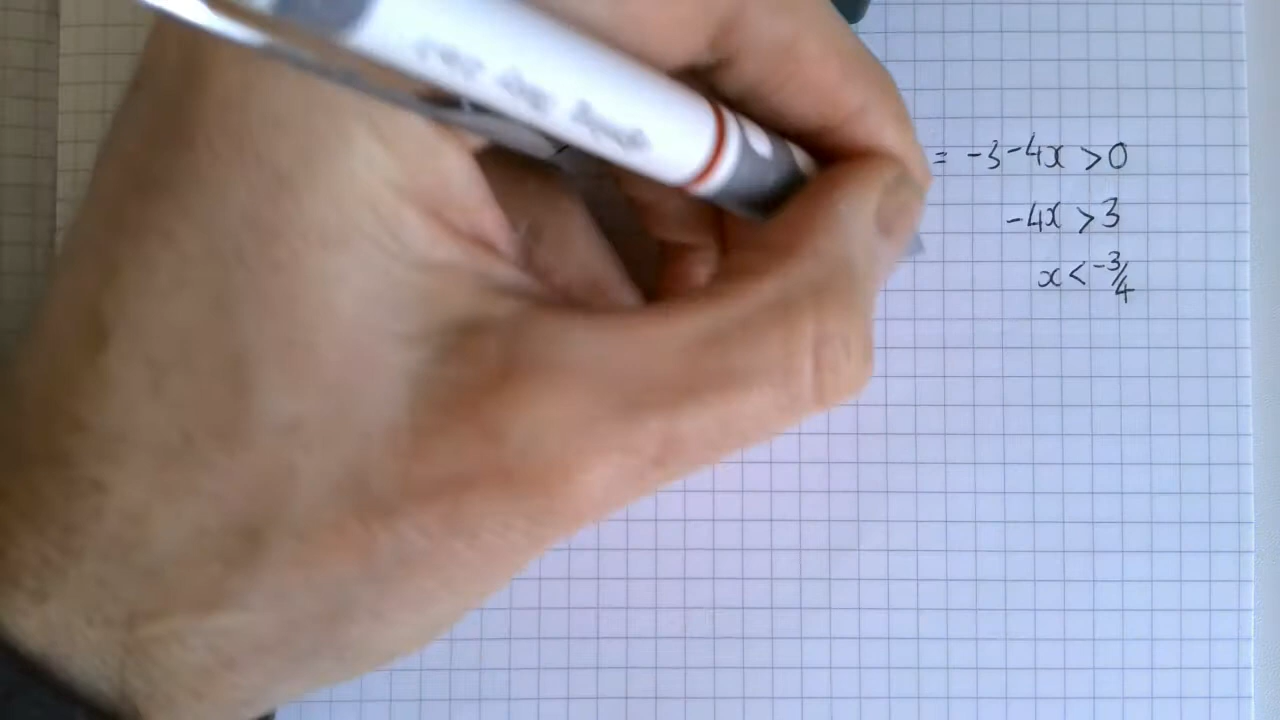 = -3-4x >0
-4x >3
x < -3/4